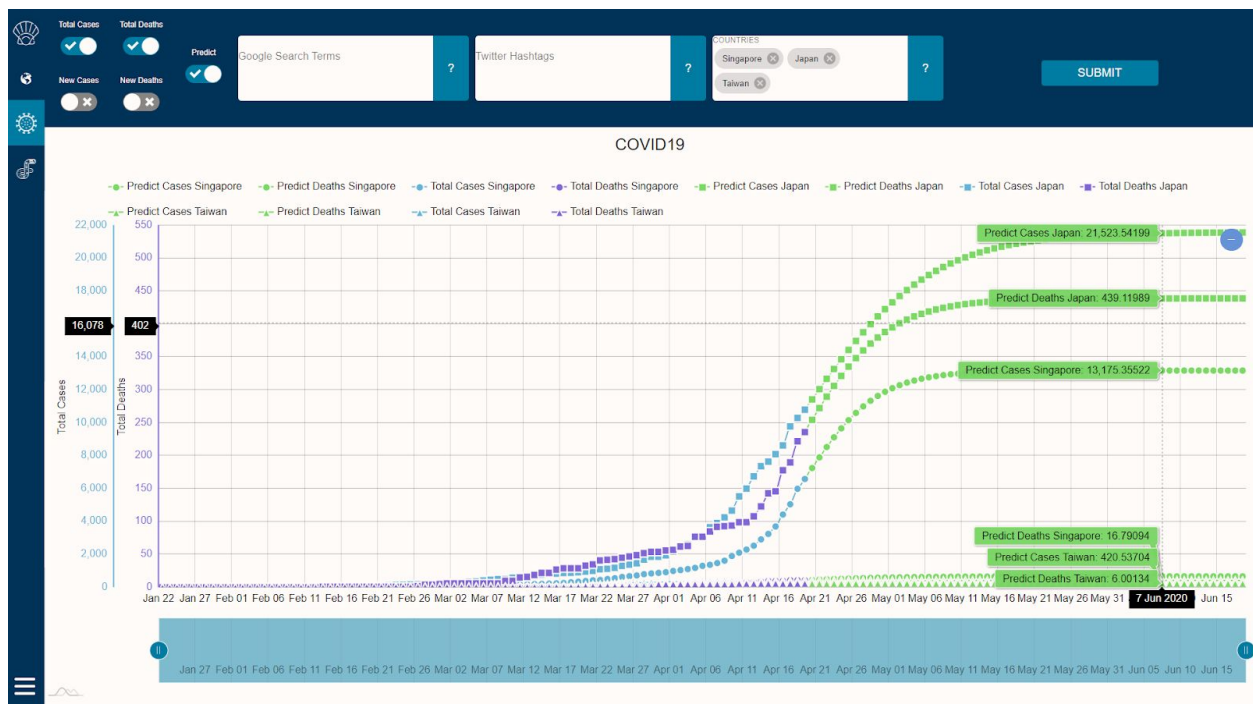 Total Cases Total Deaths
Predict
New Cases New Deaths
Google Search Terms ?
Twitter Hashtags ?
COUNTRIES
Singapore Japan
Taiwan
?
SUBMIT
COVID19
Predict Cases Singapore Predict Deaths Singapore Total Cases Singapore Total Deaths Singapore Predict Cases Japan Predict Deaths Japan Total Cases Japan Total Deaths Japan
Predict Cases Taiwan Predict Deaths Taiwan Total Cases Taiwan Total Deaths Taiwan
22,000 550
20,000 500
18,000 450
16,078 402
14,000 350
12,000 300
10,000 250
8,000 200
6,000 150
4,000 100
2,000 50
0 0
Total Cases
Total Deaths
Predict Cases Japan: 21,523.54199
Predict Deaths Japan: 439.11989
Predict Cases Singapore: 13,175.35522
Predict Deaths Singapore: 16.79094
Predict Cases Taiwan: 420.53704
Predict Deaths Taiwan: 6.00134
Jan 22 Jan 27 Feb 01 Feb 06 Feb 11 Feb 16 Feb 21 Feb 26 Mar 02 Mar 07 Mar 12 Mar 17 Mar 22 Mar 27 Apr 01 Apr 06 Apr 11 Apr 16 Apr 21 Apr 26 May 01 May 06 May 11 May 16 May 21 May 26 May 31 7 Jun 2020 Jun 15
Jan 27 Feb 01 Feb 06 Feb 11 Feb 16 Feb 21 Feb 26 Mar 02 Mar 07 Mar 12 Mar 17 Mar 22 Mar 27 Apr 01 Apr 06 Apr 11 Apr 16 Apr 21 Apr 26 May 01 May 06 May 11 May 16 May 21 May 26 May 31 Jun 05 Jun 10 Jun 15